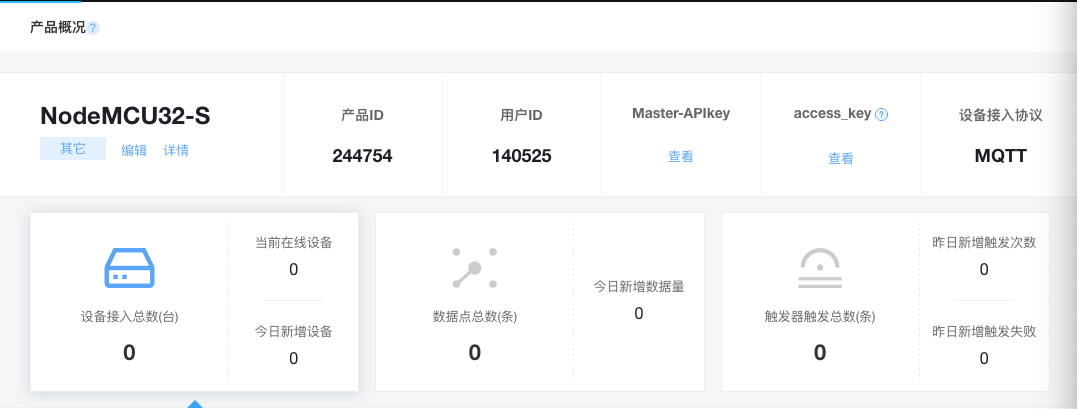 产品概况?
NodeMCU32-S
其它 编辑 详情
产品ID
244754
用户ID
140525
Master-APIkey
查看
access_key ?
查看
设备接入协议
MQTT
设备接入总数(台)
0
当前在线设备
0
今日新增设备
0
数据点总数(条)
0
今日新增数据量
0
触发器触发总数(条)
0
昨日新增触发次数
0
昨日新增触发失败
0